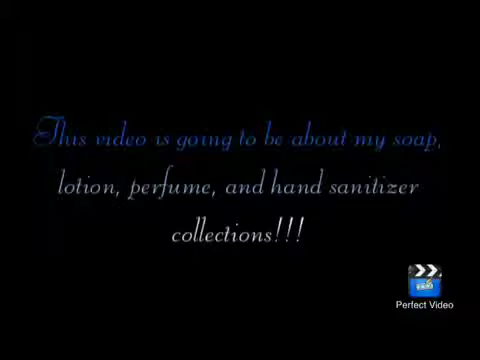 This video is going to be about my soap,
lotion, perfume, and hand sanitizer
collections!!!
Perfect Video